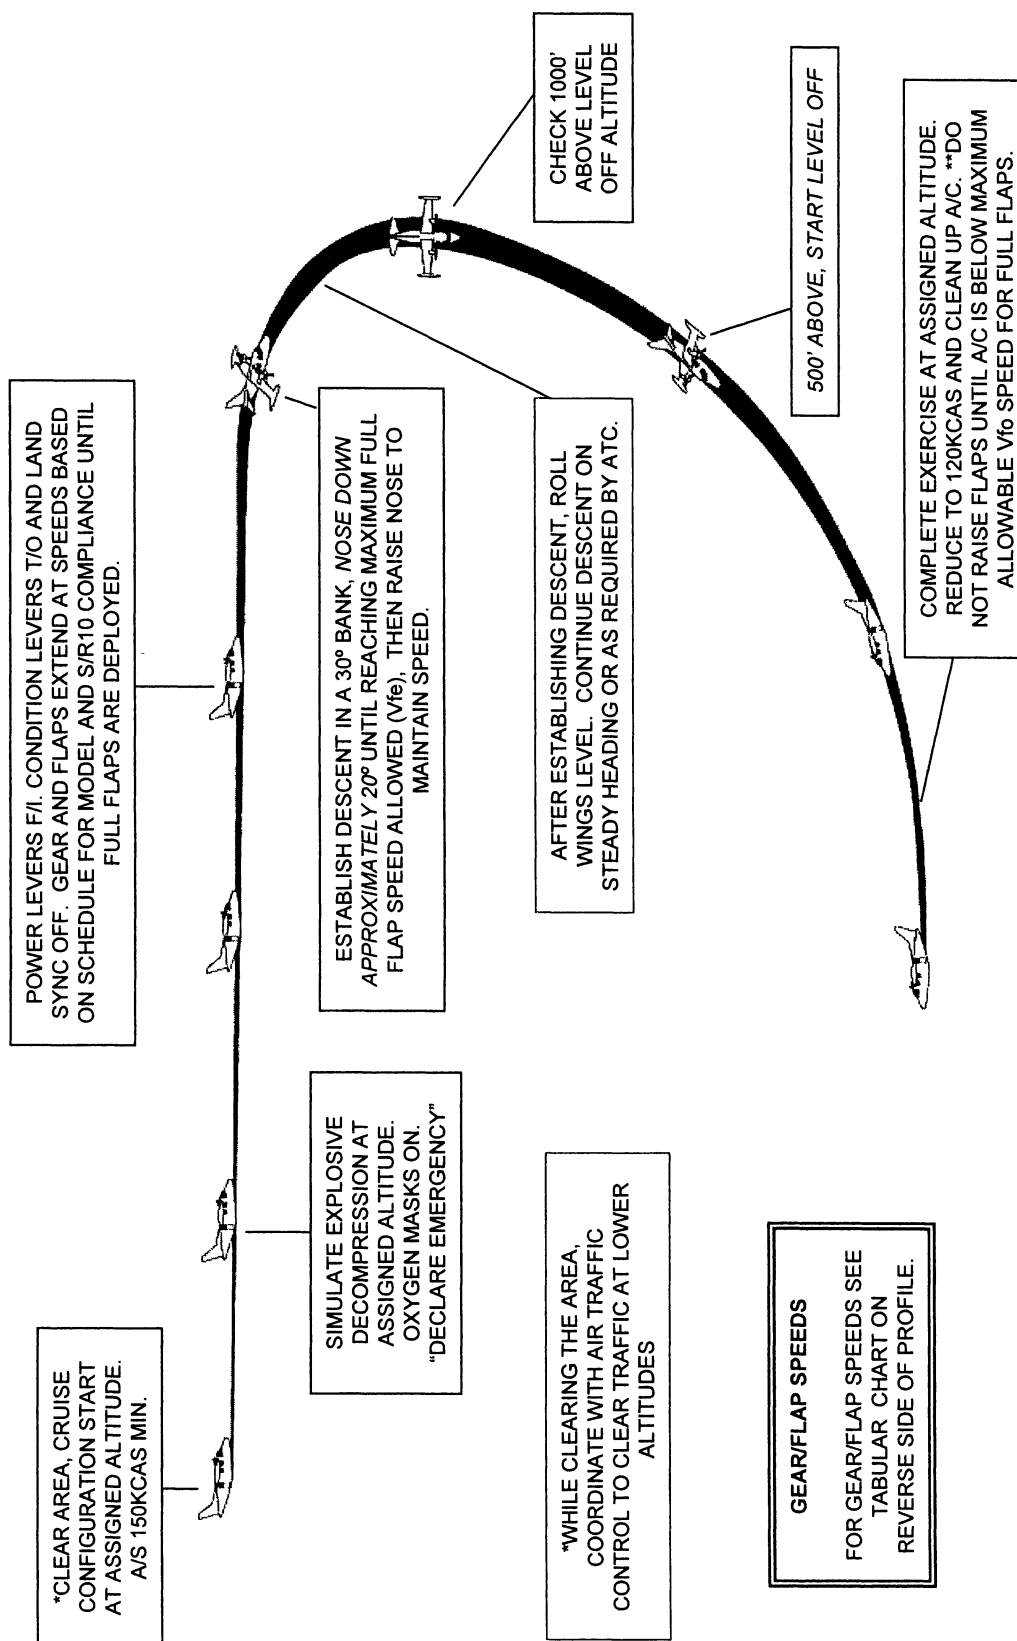 *CLEAR AREA, CRUISE
CONFIGURATION START
AT ASSIGNED ALTITUDE.
A/S 150KCAS MIN.
SIMULATE EXPLOSIVE
DECOMPRESSION AT
ASSIGNED ALTITUDE.
OXYGEN MASKS ON.
"DECLARE EMERGENCY"
POWER LEVERS F/I. CONDITION LEVERS T/O AND LAND
SYNC OFF. GEAR AND FLAPS EXTEND AT SPEEDS BASED
ON SCHEDULE FOR MODEL AND S/R10 COMPLIANCE UNTIL
FULL FLAPS ARE DEPLOYED.
ESTABLISH DESCENT IN A 30º BANK, NOSE DOWN
APPROXIMATELY 20º UNTIL REACHING MAXIMUM FULL
FLAP SPEED ALLOWED (Vfe), THEN RAISE NOSE TO
MAINTAIN SPEED.
AFTER ESTABLISHING DESCENT, ROLL
WINGS LEVEL. CONTINUE DESCENT ON
STEADY HEADING OR AS REQUIRED BY ATC.
CHECK 1000'
ABOVE LEVEL
OFF ALTITUDE
500' ABOVE, START LEVEL OFF
COMPLETE EXERCISE AT ASSIGNED ALTITUDE.
REDUCE TO 120KCAS AND CLEAN UP A/C. **DO
NOT RAISE FLAPS UNTIL A/C IS BELOW MAXIMUM
ALLOWABLE Vfo SPEED FOR FULL FLAPS.
*WHILE CLEARING THE AREA,
COORDINATE WITH AIR TRAFFIC
CONTROL TO CLEAR TRAFFIC AT LOWER
ALTITUDES
GEAR/FLAP SPEEDS
FOR GEAR/FLAP SPEEDS SEE
TABULAR CHART ON
REVERSE SIDE OF PROFILE.